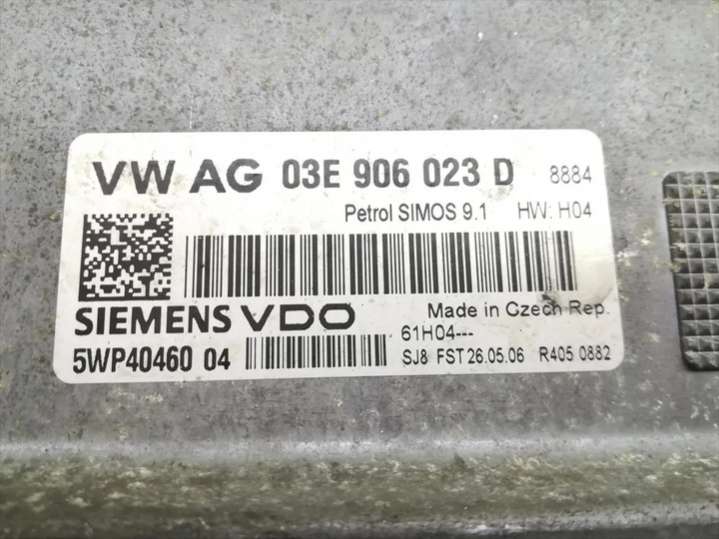 VW AG 03E 906 023 D 8884
Petrol SIMOS 9.1 HW: H04
SIEMENS VDO Made in Czech Rep.
61H04---
5WP40460 04 SJ8 FST 26.05.06 R405 0882